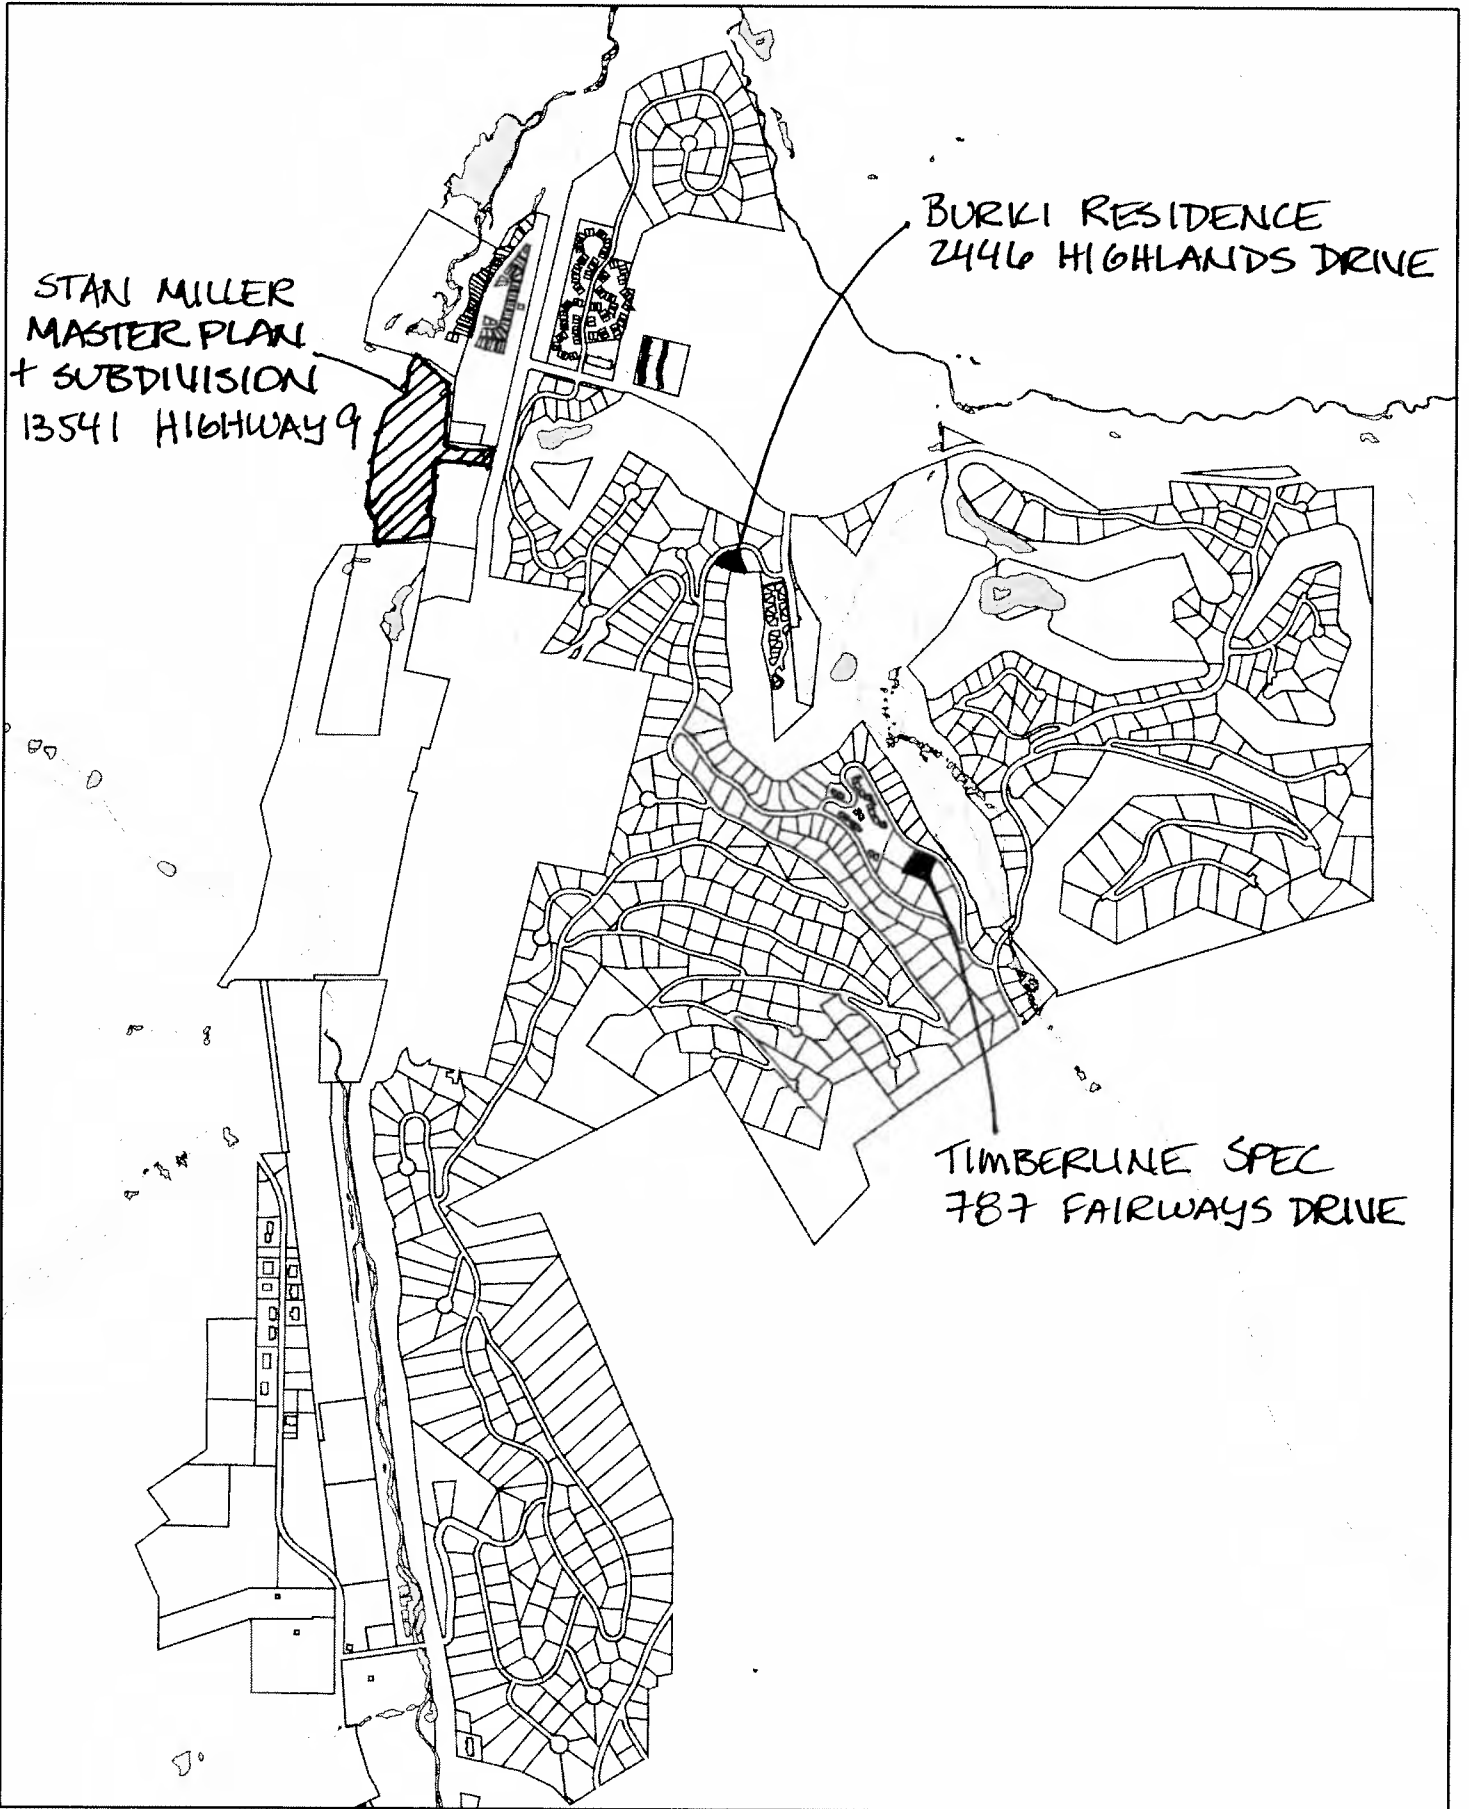 BURKI RESIDENCE
2446 HIGHLANDS DRIVE
STAN MILLER
MASTER PLAN
+ SUBDIVISION
13541 HIGHWAY 9
TIMBERLINE SPEC
787 FAIRWAYS DRIVE